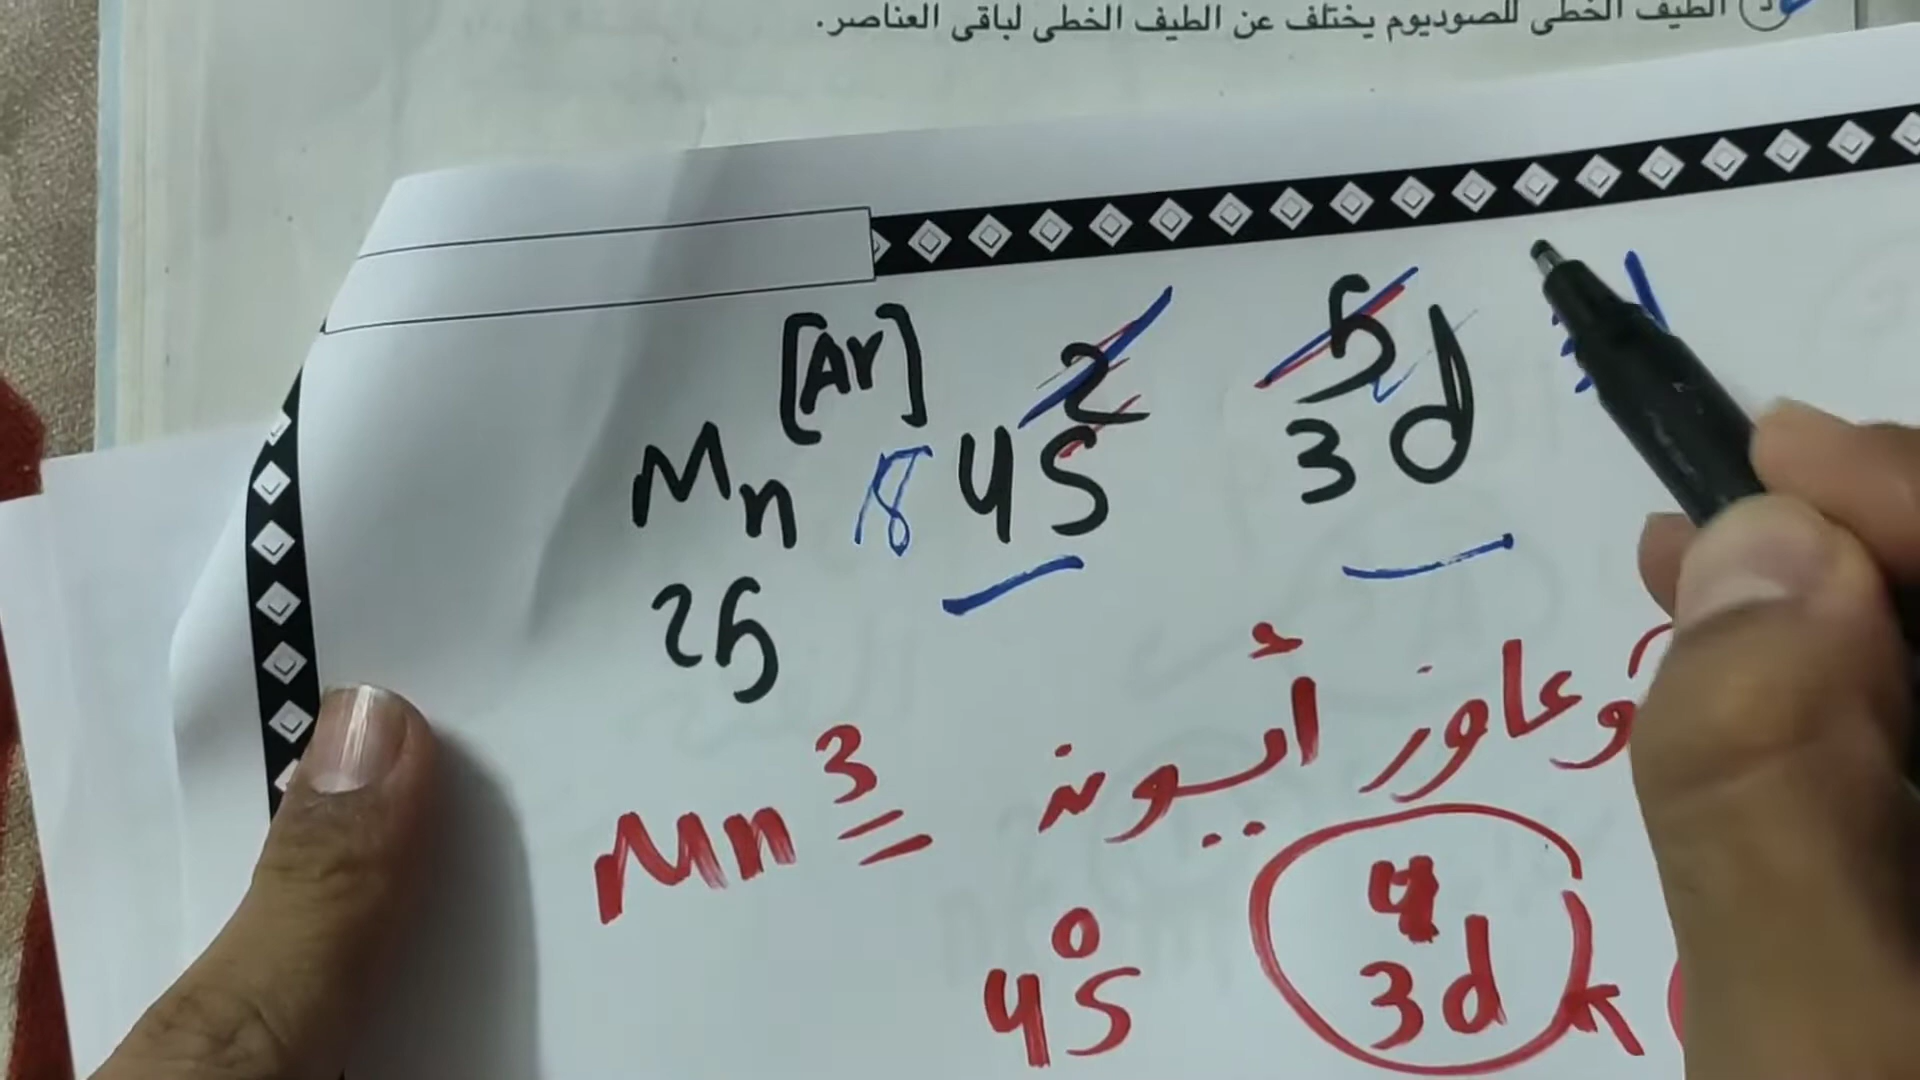 د الطيف الخطى للصوديوم يختلف عن الطيف الخطى لباقى العناصر.
Mn [Ar] 18 4s² 3d⁵
25
وعاوز أيون
Mn³
4s⁰ 3d⁴